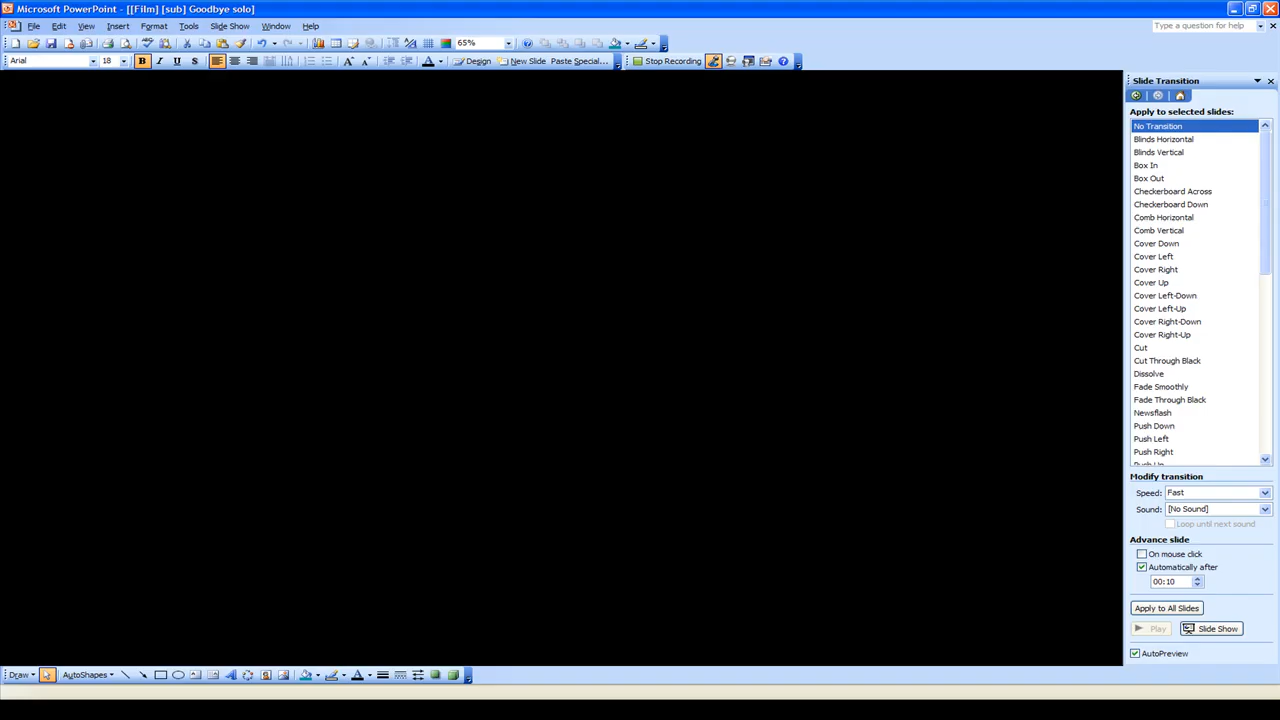 Microsoft PowerPoint - [[Film] [sub] Goodbye solo]
File Edit View Insert Format Tools Slide Show Window Help
Type a question for help
65%
Arial 18 B I U S A Design New Slide Paste Special... Stop Recording
Slide Transition
Apply to selected slides:
No Transition
Blinds Horizontal
Blinds Vertical
Box In
Box Out
Checkerboard Across
Checkerboard Down
Comb Horizontal
Comb Vertical
Cover Down
Cover Left
Cover Right
Cover Up
Cover Left-Down
Cover Left-Up
Cover Right-Down
Cover Right-Up
Cut
Cut Through Black
Dissolve
Fade Smoothly
Fade Through Black
Newsflash
Push Down
Push Left
Push Right
Push Up
Modify transition
Speed: Fast
Sound: [No Sound]
Loop until next sound
Advance slide
On mouse click
Automatically after
00:10
Apply to All Slides
Play Slide Show
AutoPreview
Draw AutoShapes